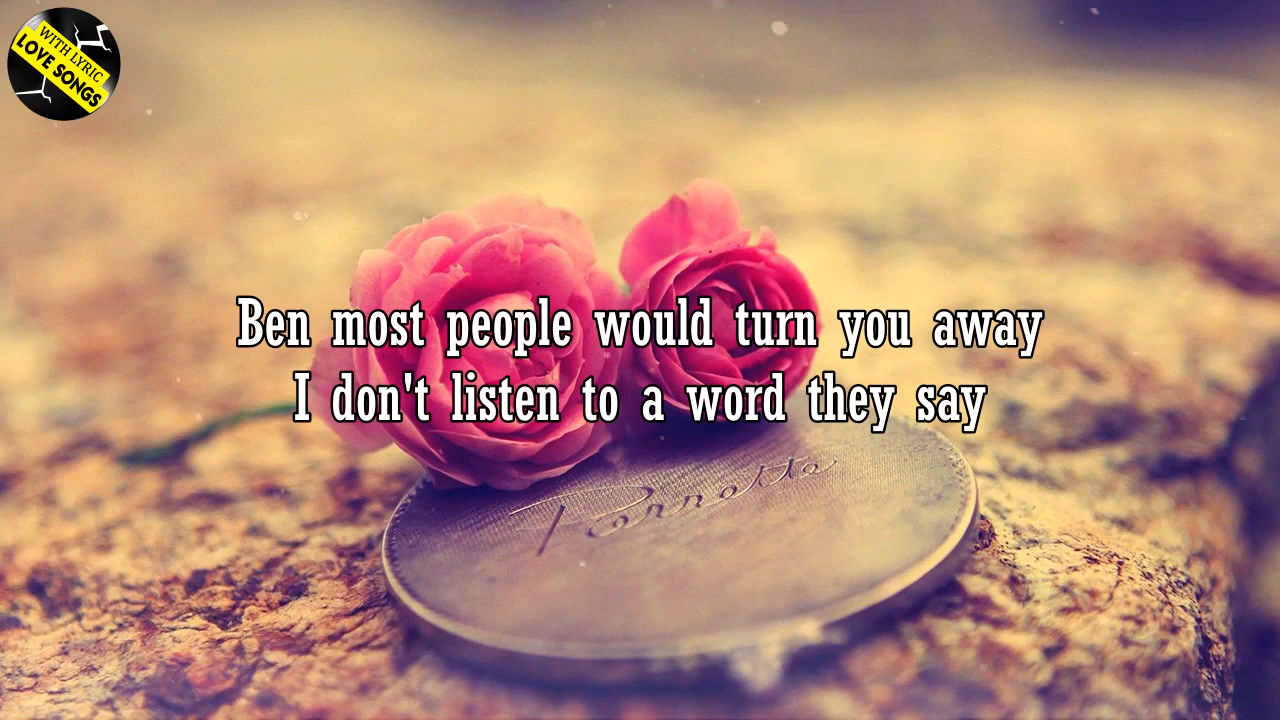 WITH LYRIC
LOVE SONGS
Ben most people would turn you away
I don't listen to a word they say